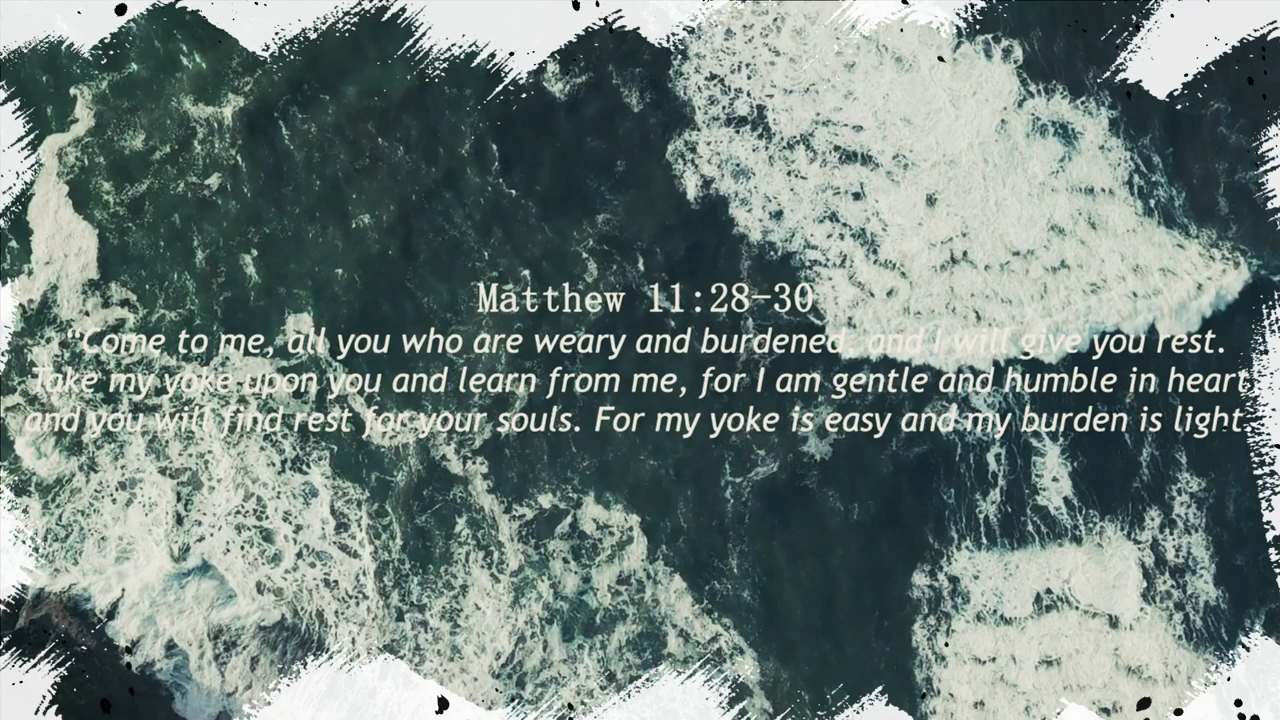 Matthew 11:28-30
"Come to me, all you who are weary and burdened, and I will give you rest.
Take my yoke upon you and learn from me, for I am gentle and humble in heart,
and you will find rest for your souls. For my yoke is easy and my burden is light.